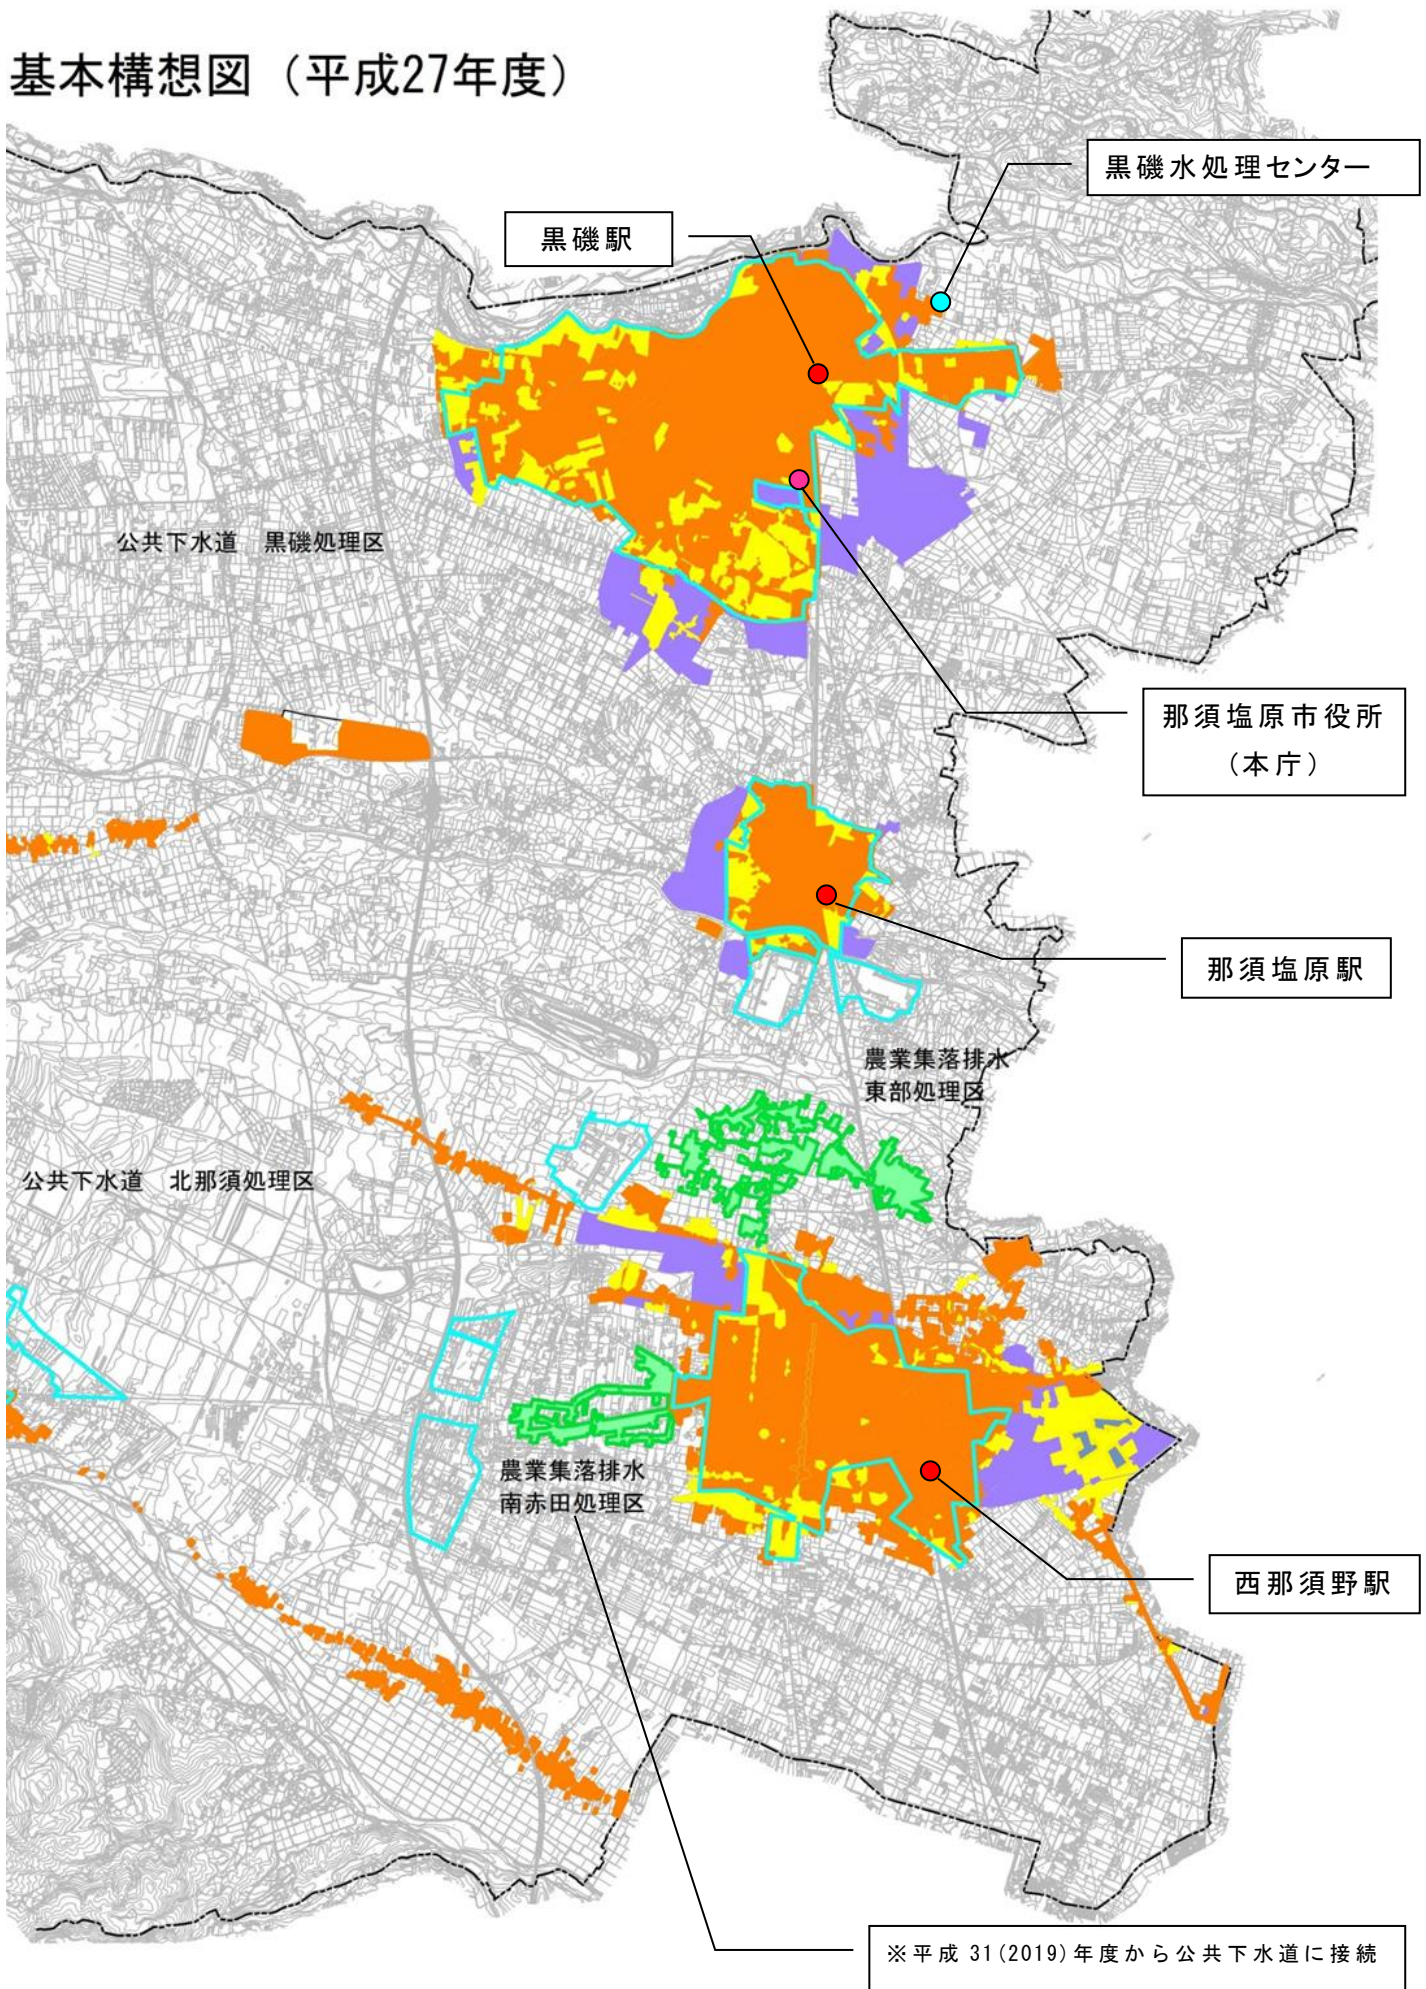 基本構想図（平成27年度）
黒磯水処理センター
黒磯駅
公共下水道　黒磯処理区
那須塩原市役所
（本庁）
那須塩原駅
農業集落排水
東部処理区
公共下水道　北那須処理区
農業集落排水
南赤田処理区
西那須野駅
※平成 31(2019)年度から公共下水道に接続